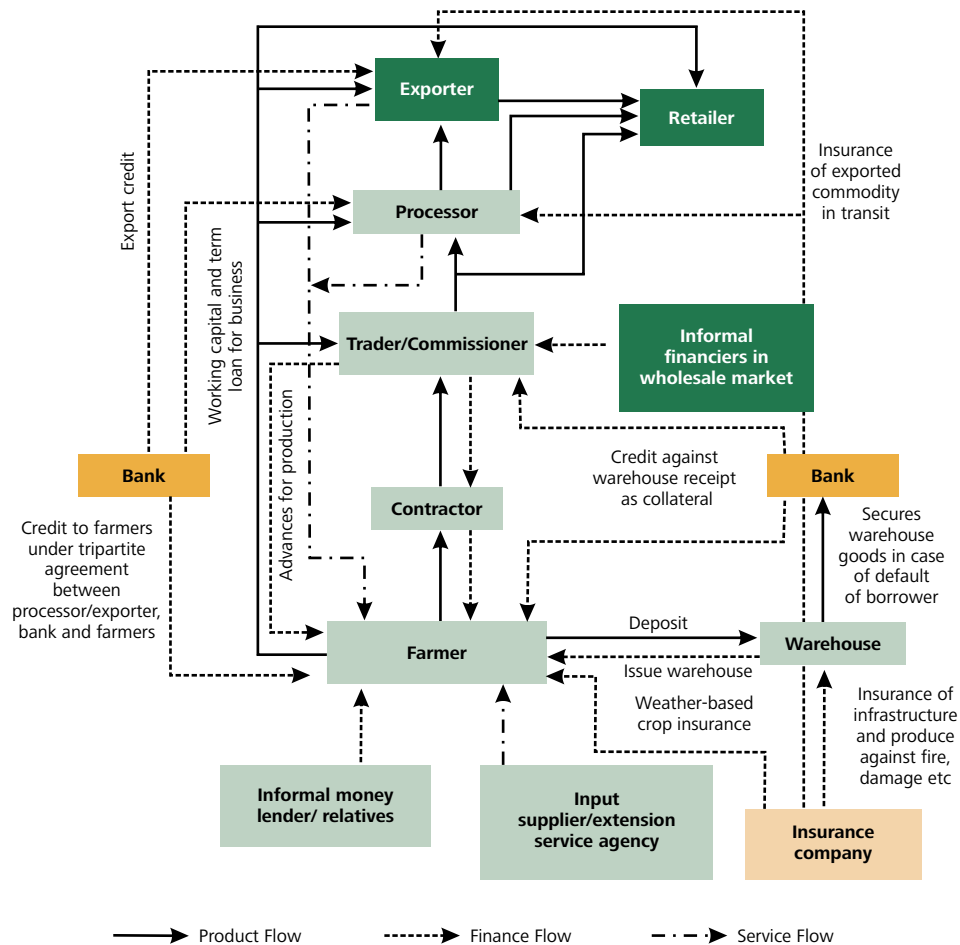 Exporter
Retailer
Insurance
of exported
commodity
in transit
Export credit
Processor
Working capital and term
loan for business
Trader/Commissioner
Informal
financiers in
wholesale market
Advances for production
Bank
Credit against
warehouse receipt
as collateral
Bank
Contractor
Credit to farmers
under tripartite
agreement
between
processor/exporter,
bank and farmers
Secures
warehouse
goods in case
of default
of borrower
Deposit
Farmer
Warehouse
Issue warehouse
Weather-based
crop insurance
Insurance of
infrastructure
and produce
against fire,
damage etc
Informal money
lender/ relatives
Input
supplier/extension
service agency
Insurance
company
Product Flow
Finance Flow
Service Flow